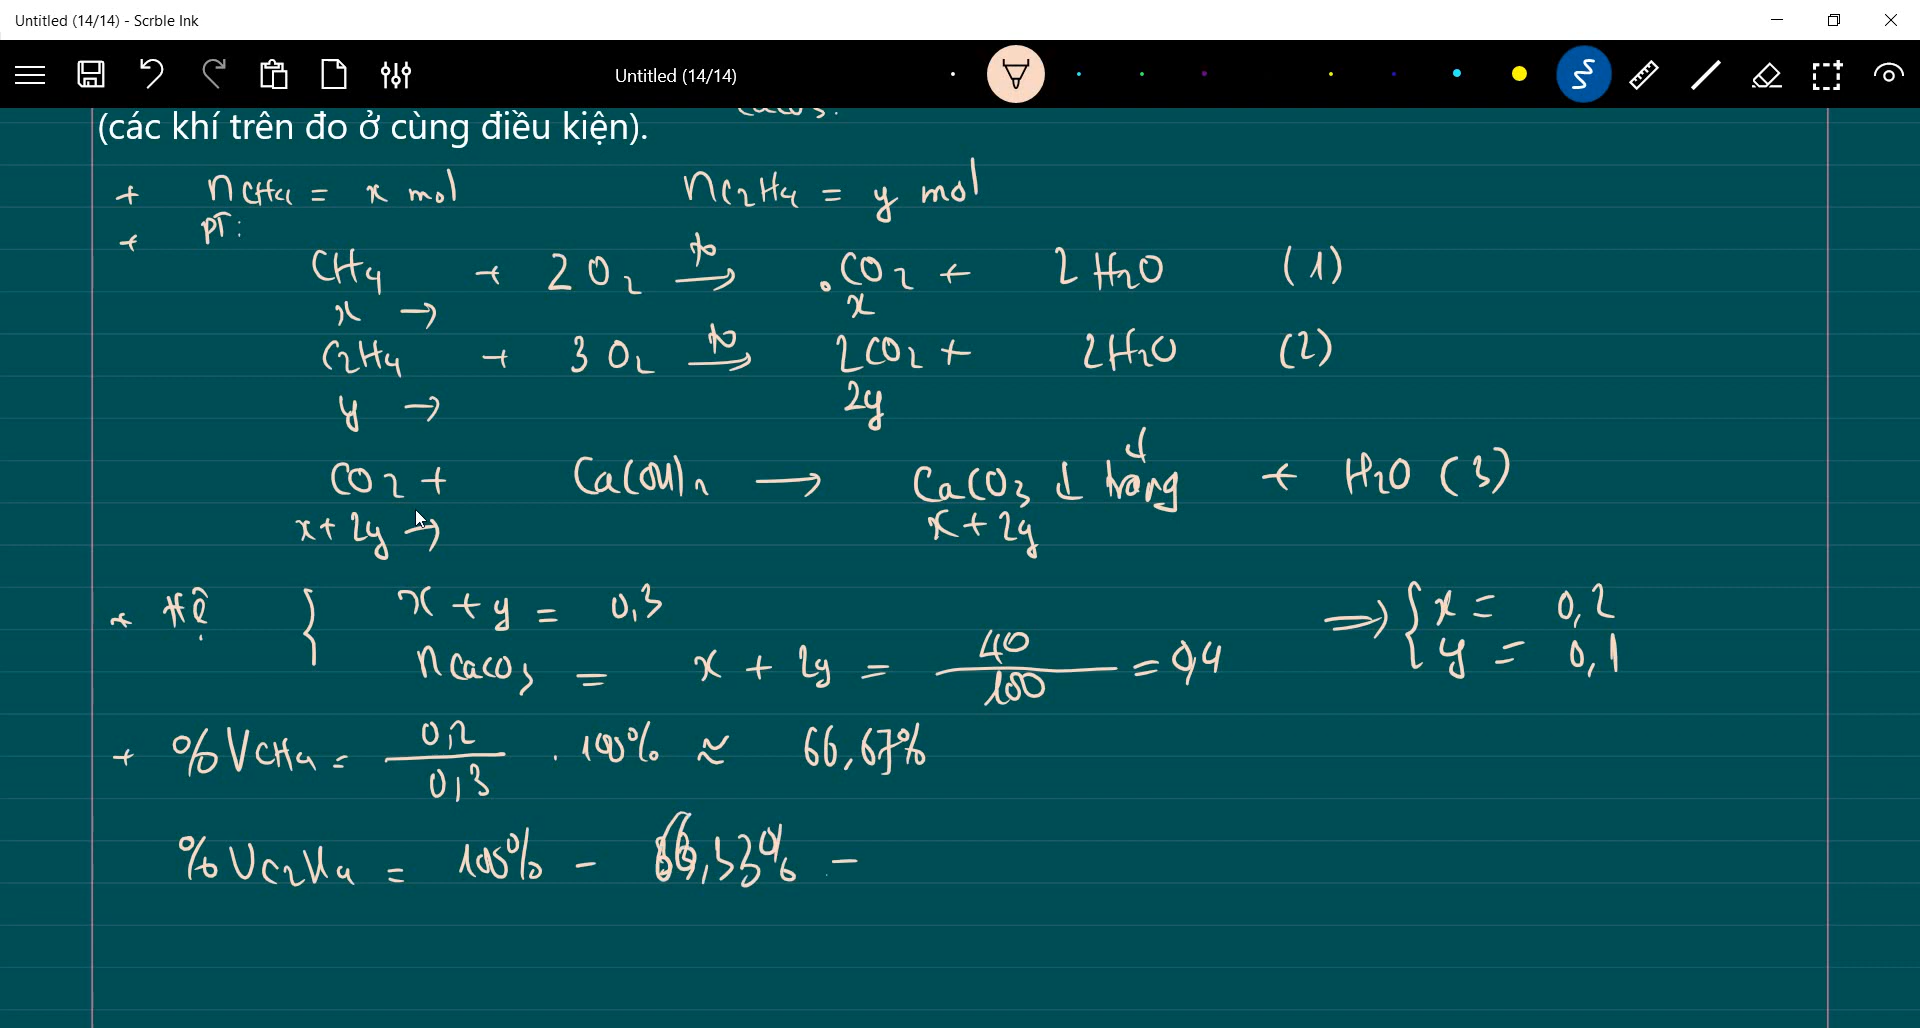 Untitled (14/14) - Scrble Ink
Untitled (14/14)
CaCO3.
(các khí trên đo ở cùng điều kiện).
+ nCH4 = x mol nC2H4 = y mol
+ PT:
CH4 + 2O2 →to CO2 + 2H2O (1)
x → x
C2H4 + 3O2 →to 2CO2 + 2H2O (2)
y → 2y
CO2 + Ca(OH)2 → CaCO3 ↓ trắng + H2O (3)
x + 2y → x + 2y
+ Hệ { x + y = 0,3 ⇒ { x = 0,2
nCaCO3 = x + 2y = 40/100 = 0,4 y = 0,1
+ %VCH4 = 0,2/0,3 . 100% ≈ 66,67%
%VC2H4 = 100% -